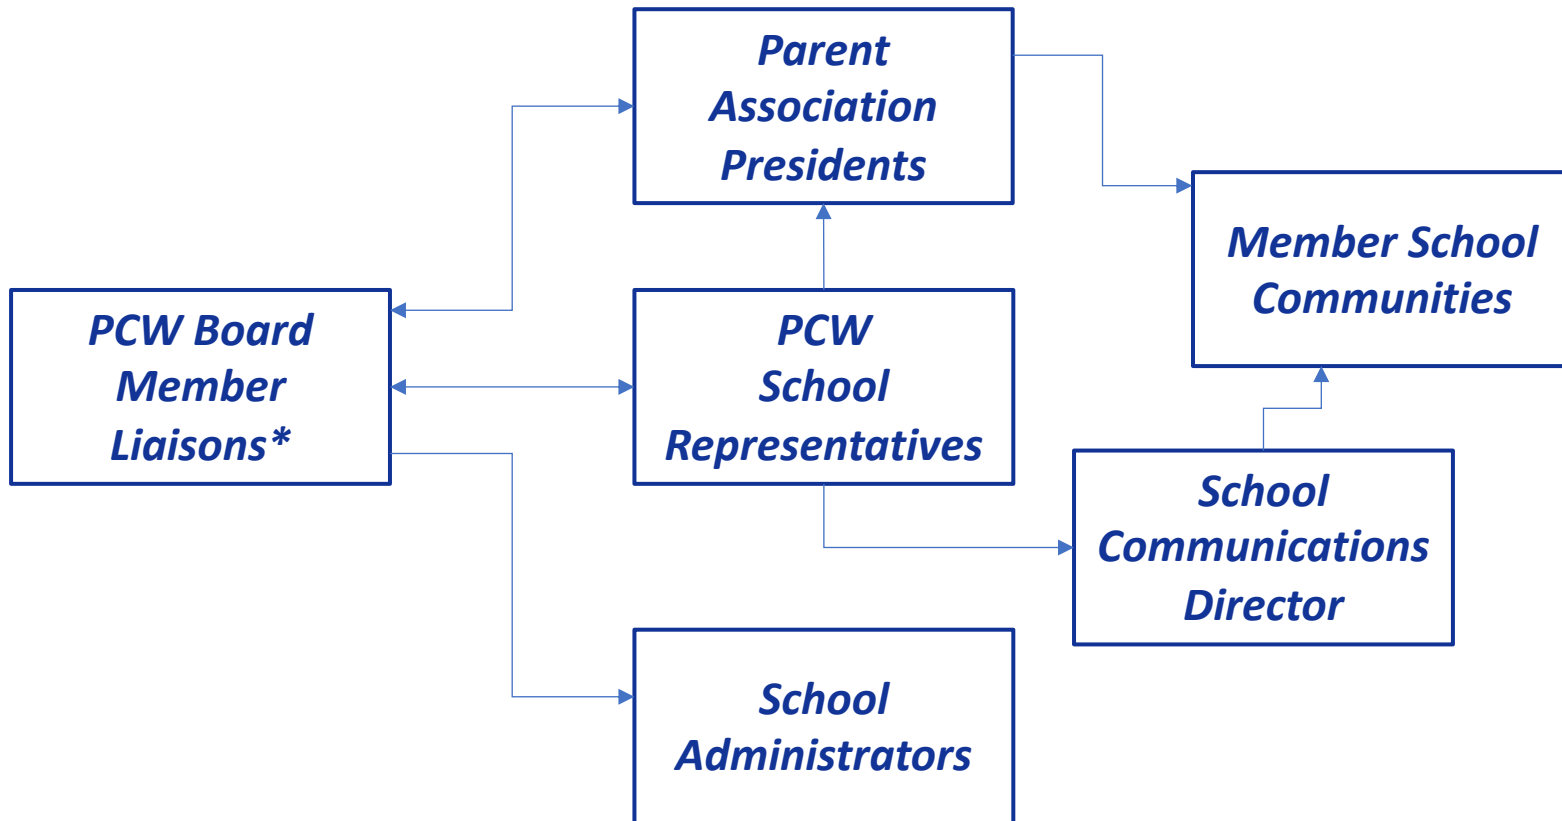 Parent
Association
Presidents
Member School
Communities
PCW Board
Member
Liaisons*
PCW
School
Representatives
School
Communications
Director
School
Administrators